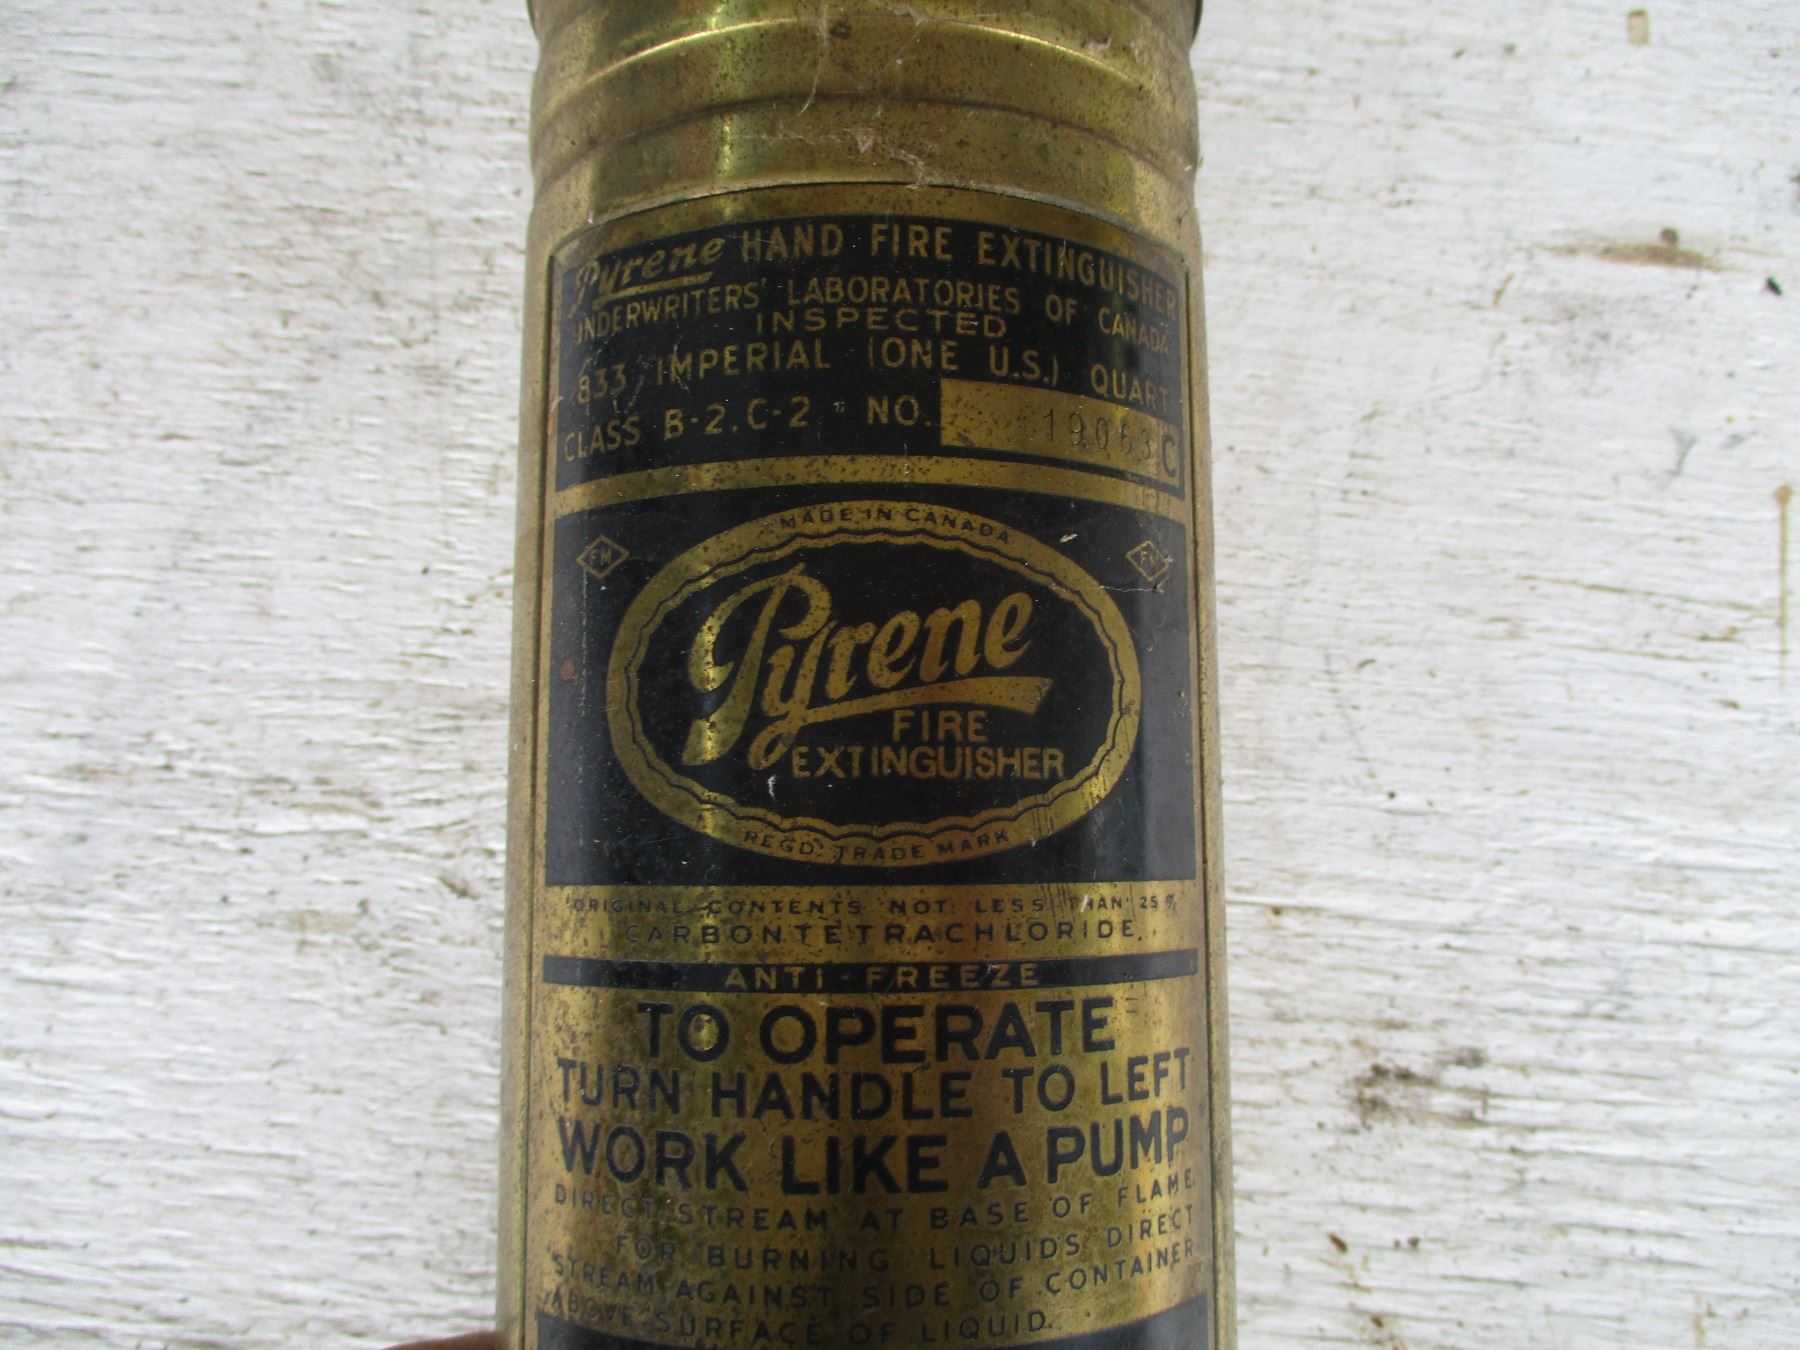 Pyrene HAND FIRE EXTINGUISHER
UNDERWRITERS' LABORATORIES OF CANADA
INSPECTED
.833 IMPERIAL (ONE U.S.) QUART
CLASS B-2. C-2 NO. 19063 C
MADE IN CANADA
FM FM
Pyrene
FIRE
EXTINGUISHER
REGD. TRADE MARK
ORIGINAL CONTENTS NOT LESS THAN 25%
CARBONTETRACHLORIDE.
ANTI-FREEZE
TO OPERATE
TURN HANDLE TO LEFT
WORK LIKE A PUMP
DIRECT STREAM AT BASE OF FLAME.
FOR BURNING LIQUIDS DIRECT
STREAM AGAINST SIDE OF CONTAINER
ABOVE SURFACE OF LIQUID.